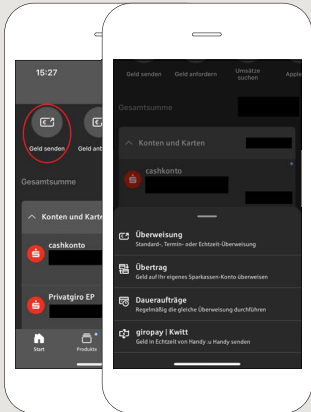 15:27
Geld senden
Geld ant
Gesamtsumme
Konten und Karte
cashkonto
Privatgiro EP
Start
Produkte
Geld senden
Geld anfordern
Umsätze suchen
Apple
Gesamtsumme
Konten und Karten
cashkonto
Überweisung
Standard-, Termin- oder Echtzeit-Überweisung
Übertrag
Geld auf Ihr eigenes Sparkassen-Konto überweisen
Daueraufträge
Regelmäßig die gleiche Überweisung durchführen
giropay | Kwitt
Geld in Echtzeit von Handy zu Handy senden